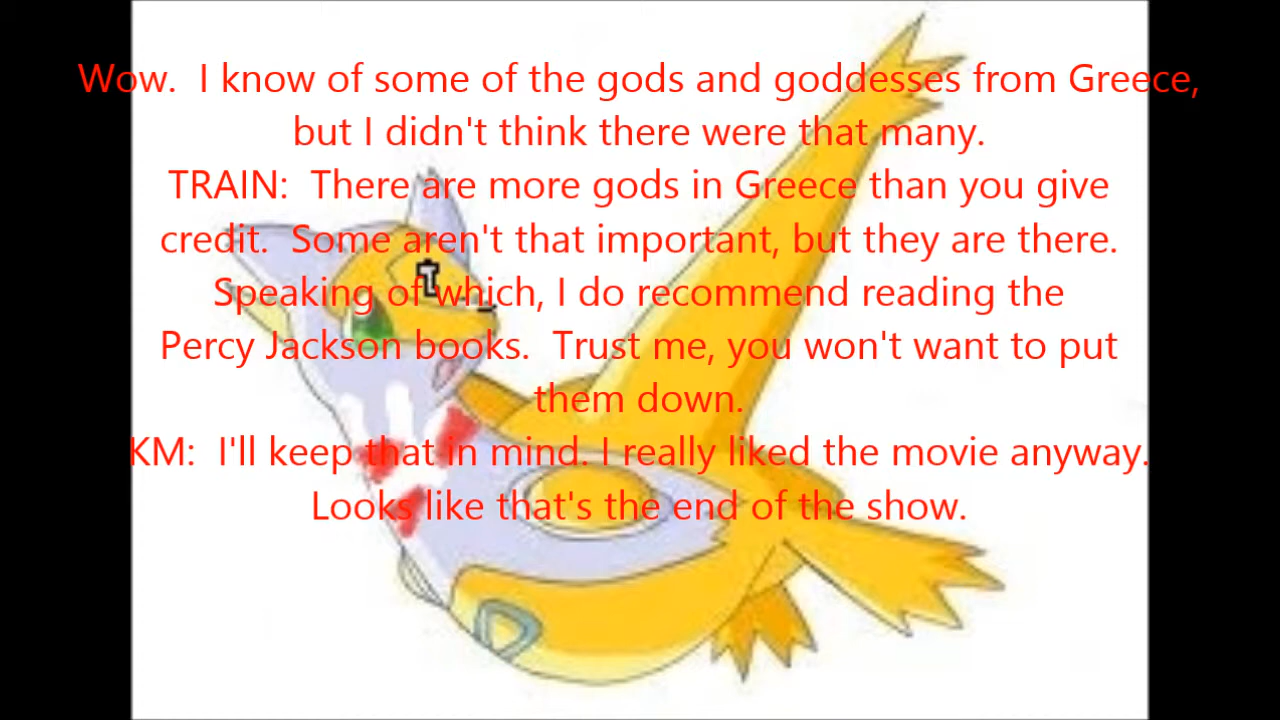 Wow.  I know of some of the gods and goddesses from Greece,
but I didn't think there were that many.
TRAIN:  There are more gods in Greece than you give
credit.  Some aren't that important, but they are there.
Speaking of which, I do recommend reading the
Percy Jackson books.  Trust me, you won't want to put
them down.
KM:  I'll keep that in mind. I really liked the movie anyway.
Looks like that's the end of the show.
T